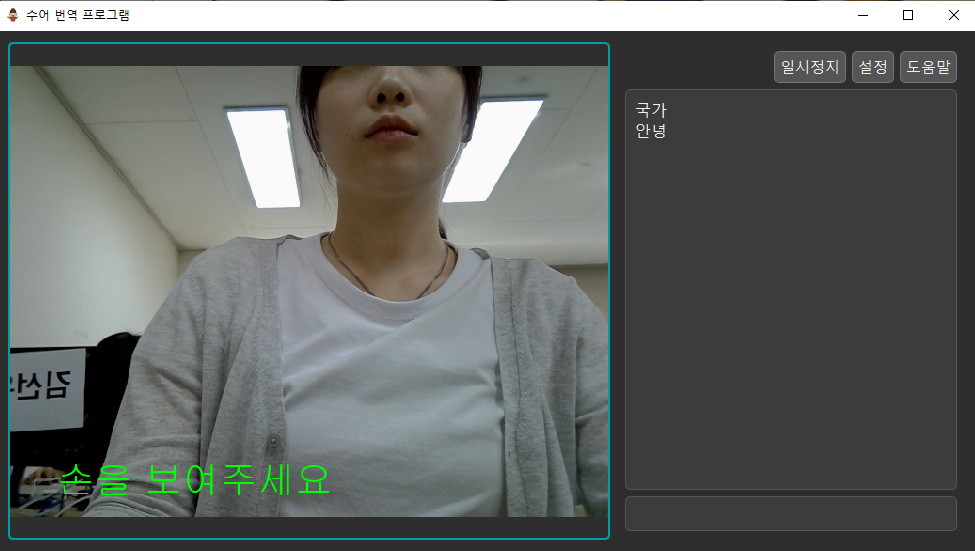 수어 번역 프로그램
일시정지 설정 도움말
국가
안녕
손을 보여주세요